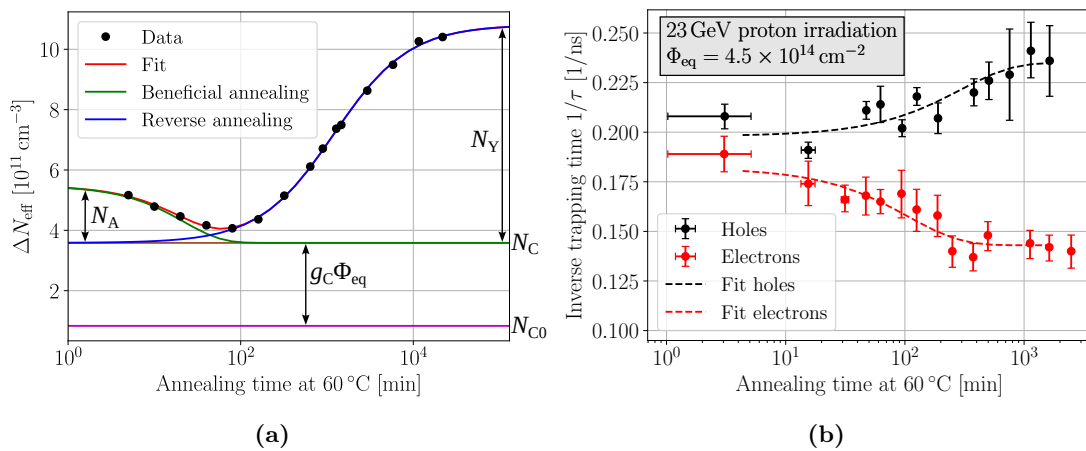 Data
Fit
Beneficial annealing
Reverse annealing
10
8
6
4
2
ΔN_eff [10^11 cm^−3]
N_A
N_Y
N_C
g_CΦ_eq
N_C0
10^0
10^2
10^4
Annealing time at 60 °C [min]
(a)
23 GeV proton irradiation
Φ_eq = 4.5 × 10^14 cm^−2
0.250
0.225
0.200
0.175
0.150
0.125
0.100
Inverse trapping time 1/τ [1/ns]
Holes
Electrons
Fit holes
Fit electrons
10^0
10^1
10^2
10^3
Annealing time at 60 °C [min]
(b)